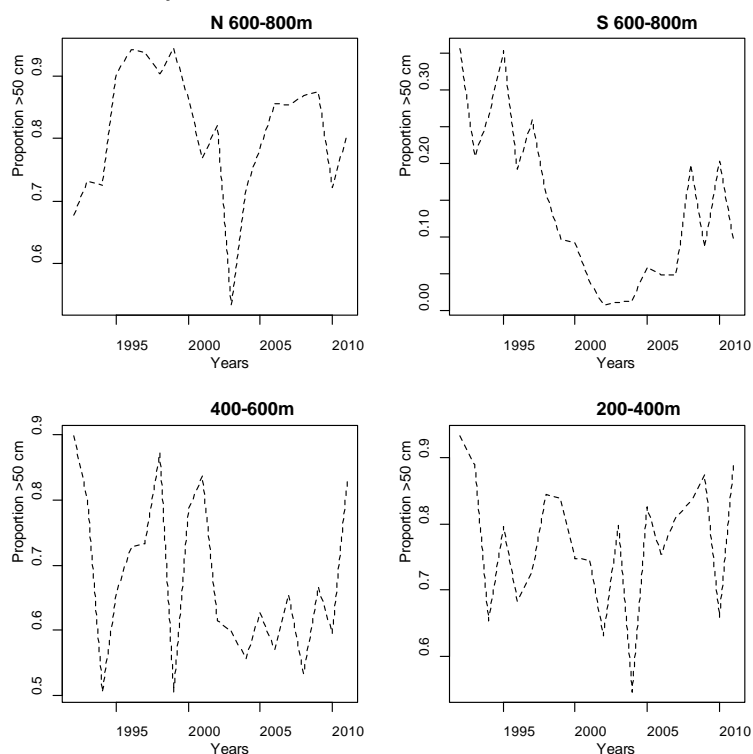 N 600-800m
Proportion >50 cm
0.6 0.7 0.8 0.9
1995 2000 2005 2010
Years
S 600-800m
Proportion >50 cm
0.00 0.10 0.20 0.30
1995 2000 2005 2010
Years
400-600m
Proportion >50 cm
0.5 0.6 0.7 0.8 0.9
1995 2000 2005 2010
Years
200-400m
Proportion >50 cm
0.6 0.7 0.8 0.9
1995 2000 2005 2010
Years